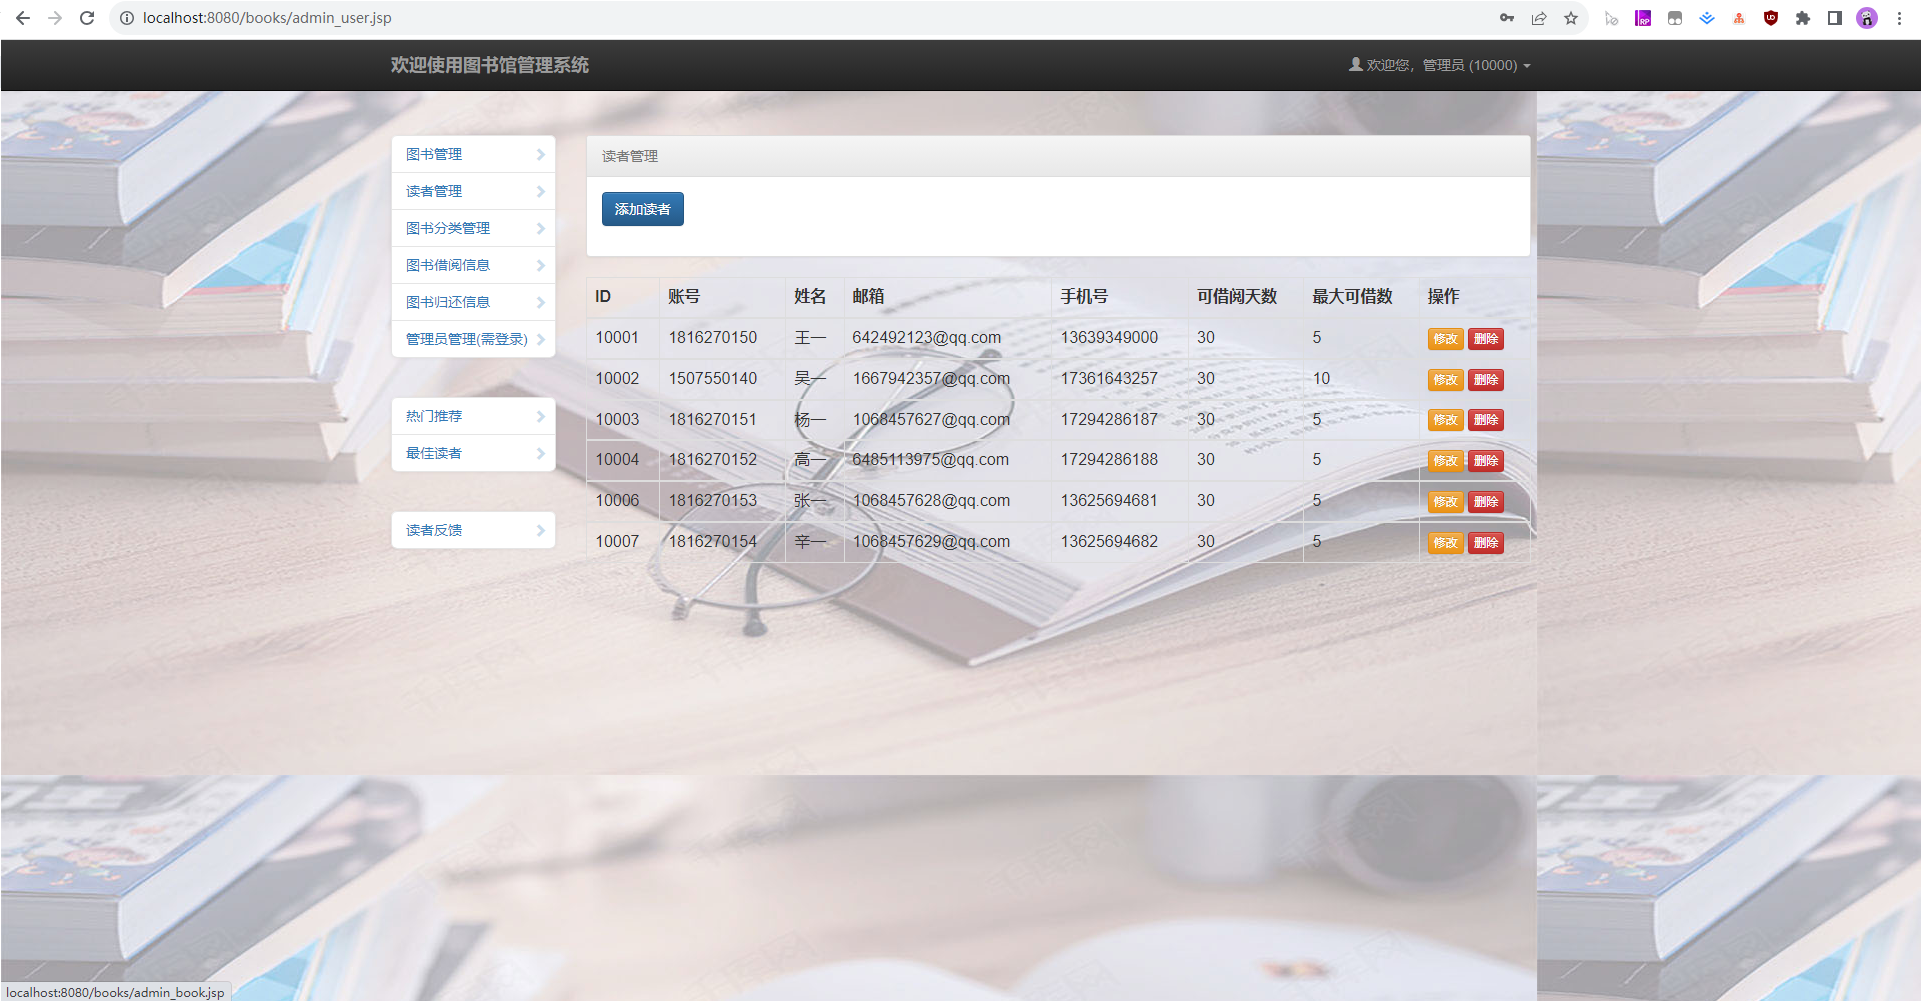 localhost:8080/books/admin_user.jsp
欢迎使用图书馆管理系统
欢迎您，管理员 (10000)
图书管理
读者管理
图书分类管理
图书借阅信息
图书归还信息
管理员管理(需登录)
热门推荐
最佳读者
读者反馈
读者管理
添加读者
ID 账号 姓名 邮箱 手机号 可借阅天数 最大可借数 操作
10001 1816270150 王一 642492123@qq.com 13639349000 30 5 修改 删除
10002 1507550140 吴一 1667942357@qq.com 17361643257 30 10 修改 删除
10003 1816270151 杨一 1068457627@qq.com 17294286187 30 5 修改 删除
10004 1816270152 高一 6485113975@qq.com 17294286188 30 5 修改 删除
10006 1816270153 张一 1068457628@qq.com 13625694681 30 5 修改 删除
10007 1816270154 辛一 1068457629@qq.com 13625694682 30 5 修改 删除
localhost:8080/books/admin_book.jsp